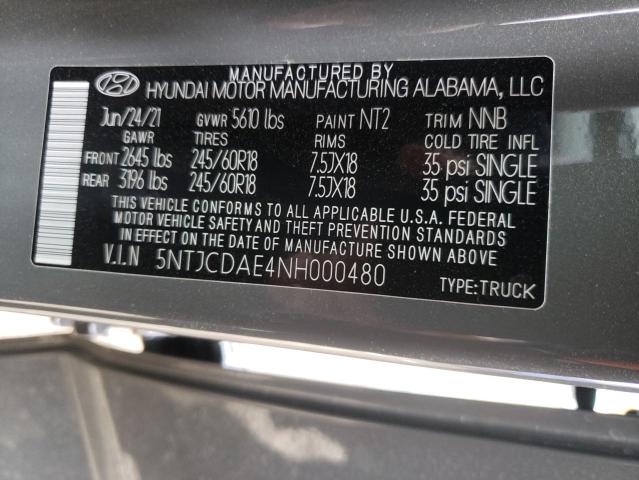 MANUFACTURED BY
HYUNDAI MOTOR MANUFACTURING ALABAMA, LLC
Jun/24/21 GVWR 5610 lbs PAINT NT2 TRIM NNB
GAWR TIRES RIMS COLD TIRE INFL
FRONT 2645 lbs 245/60R18 7.5JX18 35 psi SINGLE
REAR 3196 lbs 245/60R18 7.5JX18 35 psi SINGLE
THIS VEHICLE CONFORMS TO ALL APPLICABLE U.S.A. FEDERAL
MOTOR VEHICLE SAFETY AND THEFT PREVENTION STANDARDS
IN EFFECT ON THE DATE OF MANUFACTURE SHOWN ABOVE
V.I.N 5NTJCDAE4NH000480 TYPE:TRUCK